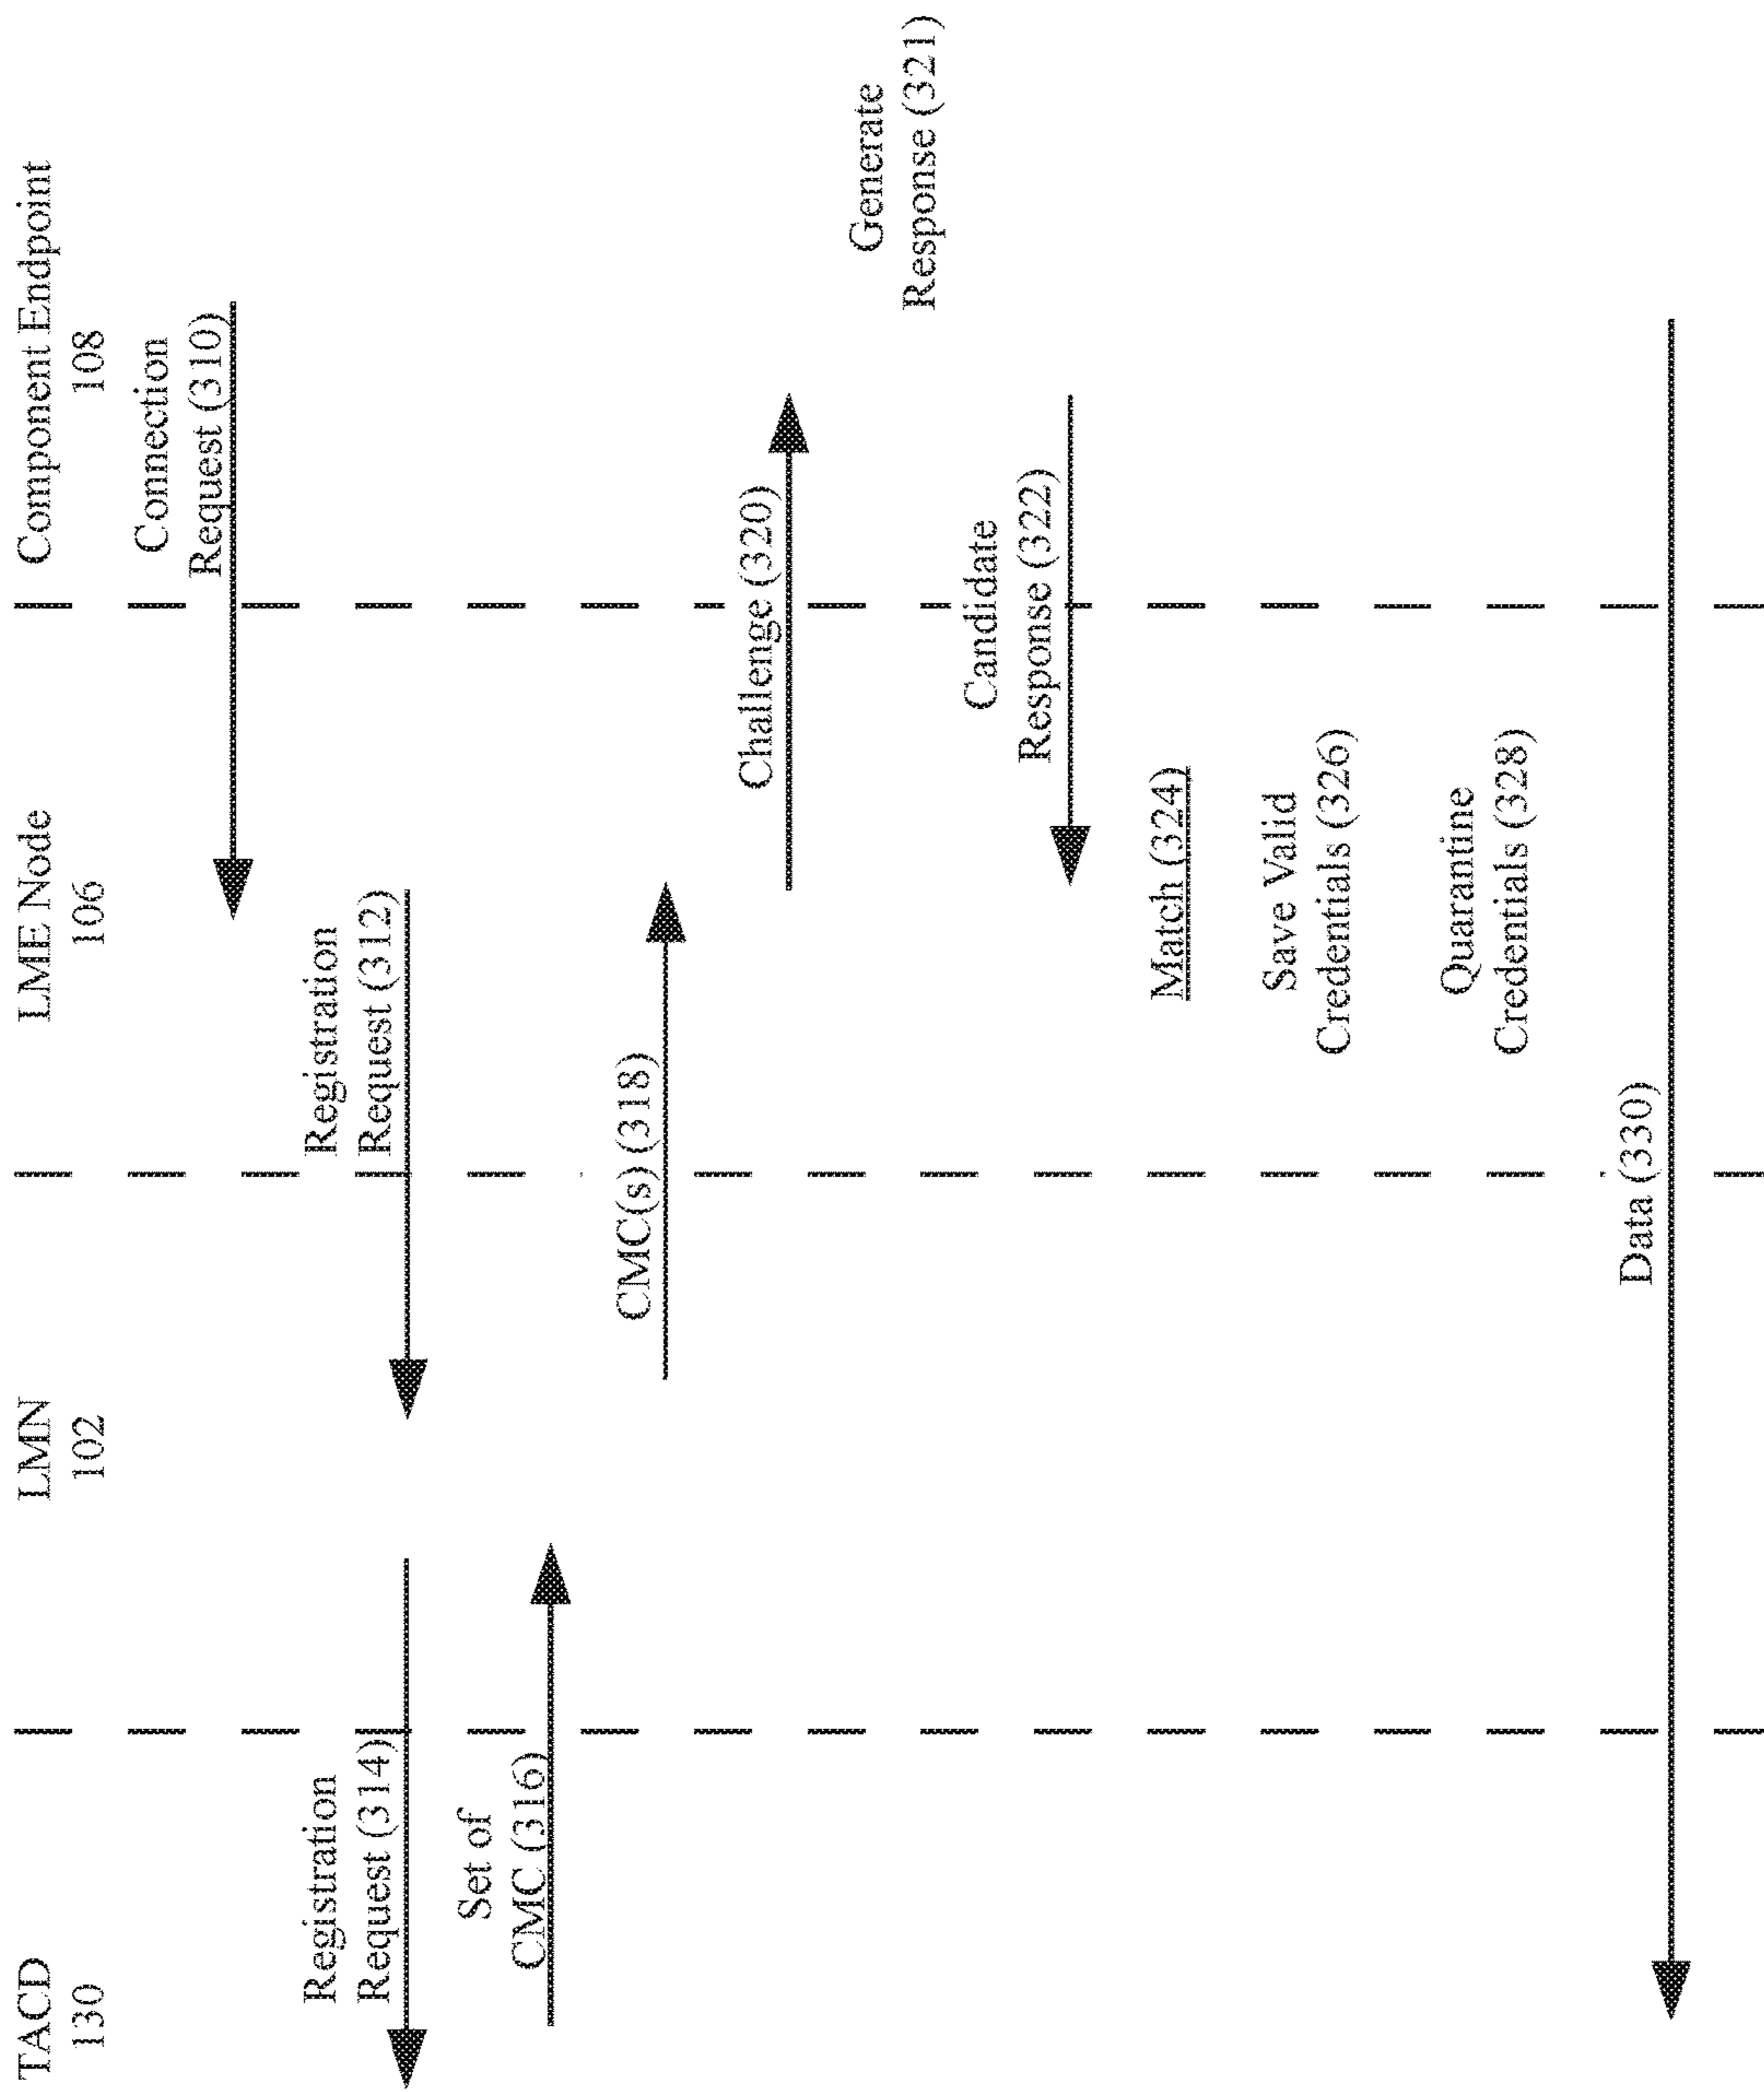 TACD
130
LMN
102
LME Node
106
Component Endpoint
108
Connection
Request (310)
Registration
Request (312)
Registration
Request (314)
Set of
CMC (316)
CMC(s) (318)
Challenge (320)
Generate
Response (321)
Candidate
Response (322)
Match (324)
Save Valid
Credentials (326)
Quarantine
Credentials (328)
Data (330)